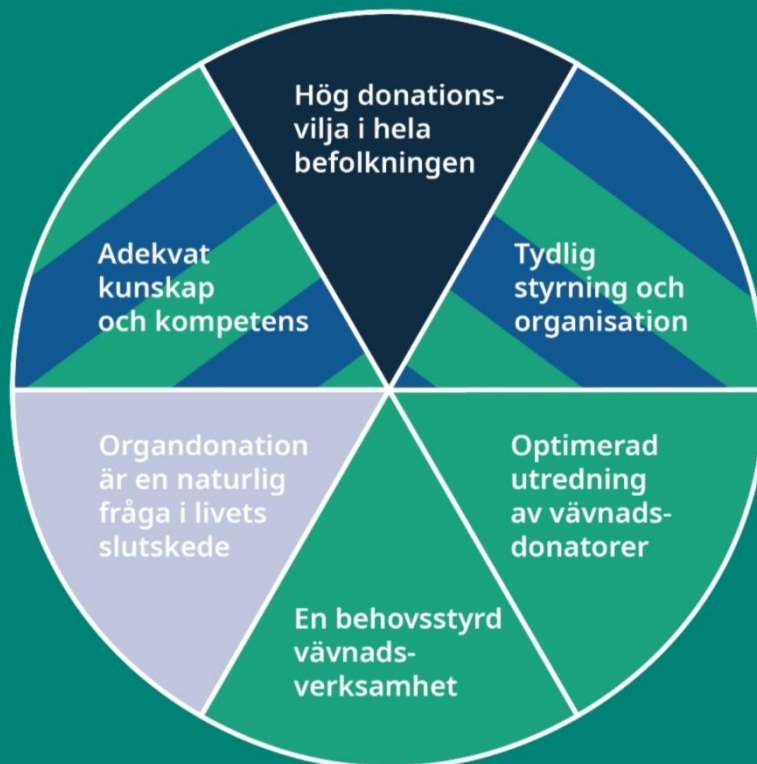 Hög donations-
vilja i hela
befolkningen
Adekvat
kunskap
och kompetens
Tydlig
styrning och
organisation
Organdonation
är en naturlig
fråga i livets
slutskede
Optimerad
utredning
av vävnads-
donatorer
En behovsstyrd
vävnads-
verksamhet